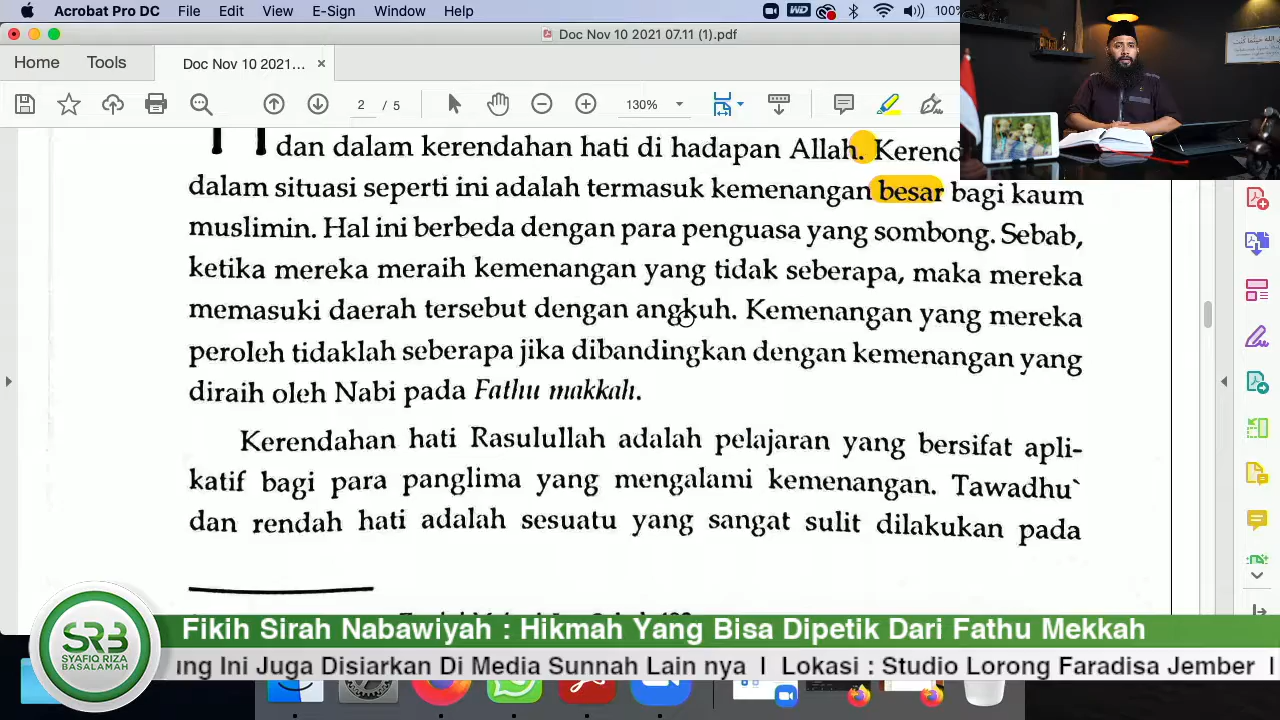 Acrobat Pro DC File Edit View E-Sign Window Help WD 100%
Doc Nov 10 2021 07.11 (1).pdf
Home Tools Doc Nov 10 2021... ×
2 / 5 130%
dan dalam kerendahan hati di hadapan Allah. Kerend
dalam situasi seperti ini adalah termasuk kemenangan besar bagi kaum
muslimin. Hal ini berbeda dengan para penguasa yang sombong. Sebab,
ketika mereka meraih kemenangan yang tidak seberapa, maka mereka
memasuki daerah tersebut dengan angkuh. Kemenangan yang mereka
peroleh tidaklah seberapa jika dibandingkan dengan kemenangan yang
diraih oleh Nabi pada Fathu makkah.
Kerendahan hati Rasulullah adalah pelajaran yang bersifat apli-
katif bagi para panglima yang mengalami kemenangan. Tawadhu`
dan rendah hati adalah sesuatu yang sangat sulit dilakukan pada
SRB
SYAFIQ RIZA
BASALAMAH
Fikih Sirah Nabawiyah : Hikmah Yang Bisa Dipetik Dari Fathu Mekkah
ung Ini Juga Disiarkan Di Media Sunnah Lain nya I Lokasi : Studio Lorong Faradisa Jember I